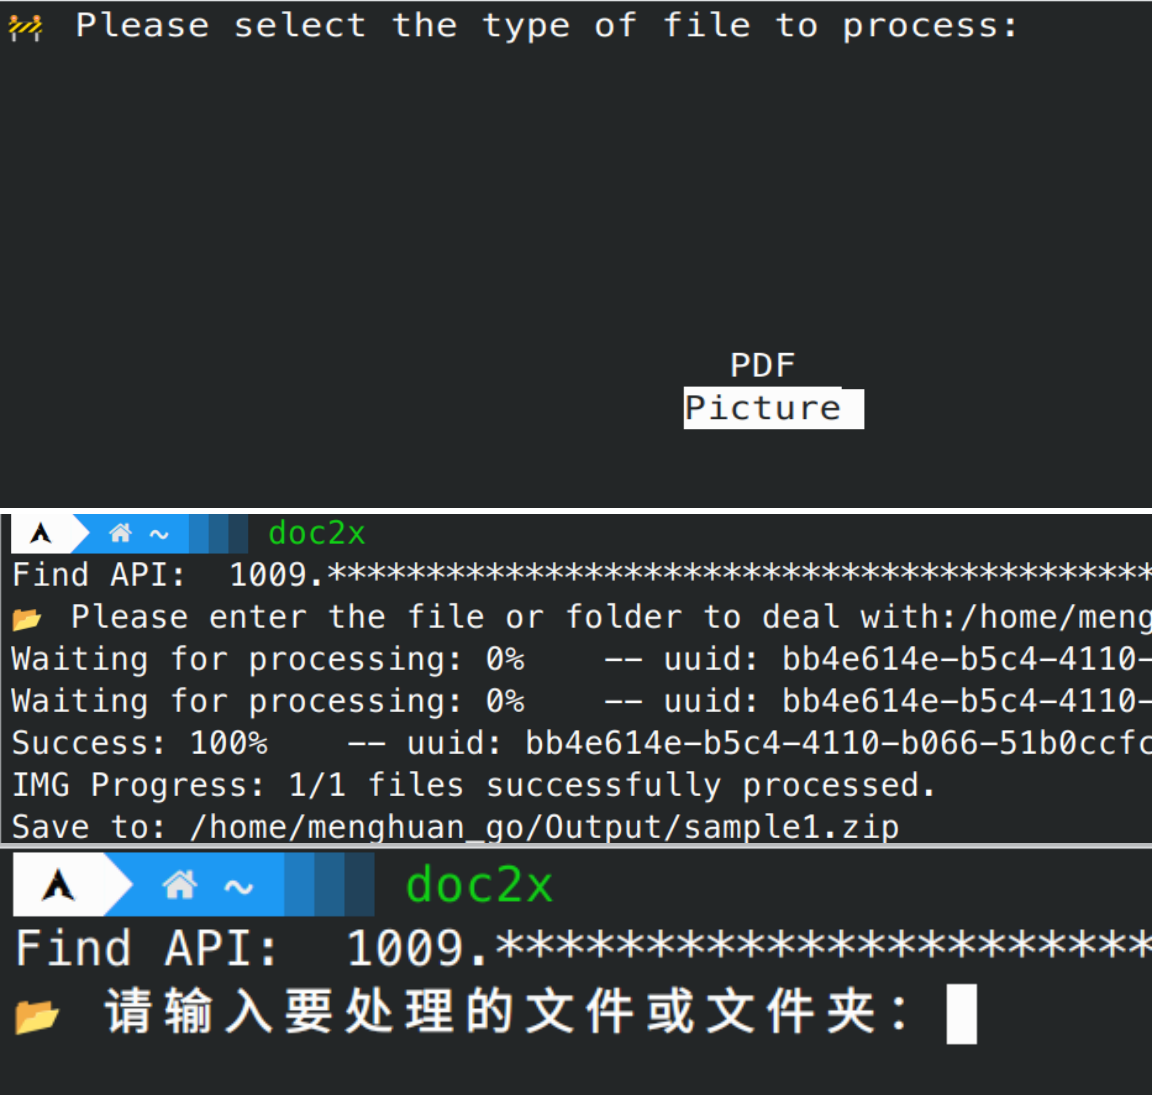 🚧 Please select the type of file to process:
PDF
Picture
~ doc2x
Find API: 1009.******************************************
📂 Please enter the file or folder to deal with:/home/meng
Waiting for processing: 0% -- uuid: bb4e614e-b5c4-4110-
Waiting for processing: 0% -- uuid: bb4e614e-b5c4-4110-
Success: 100% -- uuid: bb4e614e-b5c4-4110-b066-51b0ccfc
IMG Progress: 1/1 files successfully processed.
Save to: /home/menghuan_go/Output/sample1.zip
~ doc2x
Find API: 1009.**********************
📂 请输入要处理的文件或文件夹：